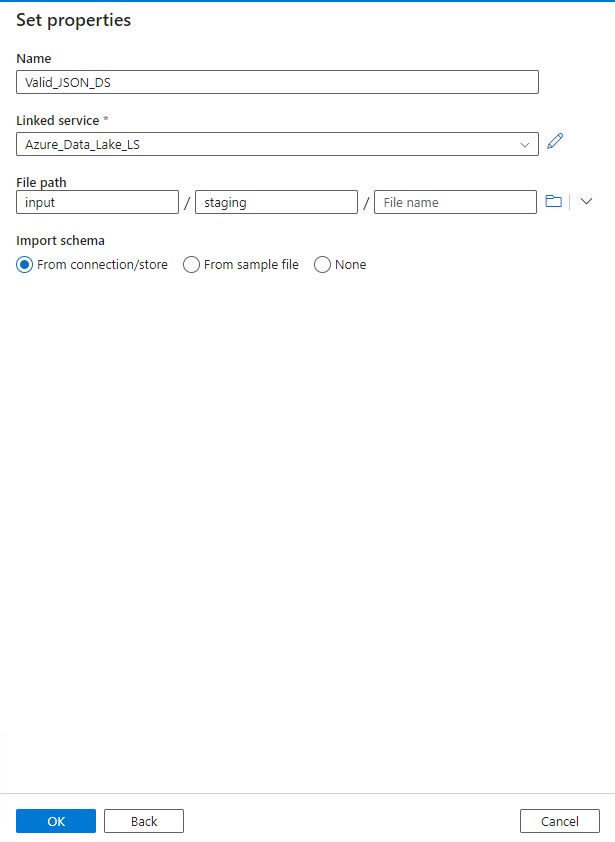 Set properties
Name
Valid_JSON_DS
Linked service *
Azure_Data_Lake_LS
File path
input / staging / File name
Import schema
From connection/store From sample file None
OK Back Cancel